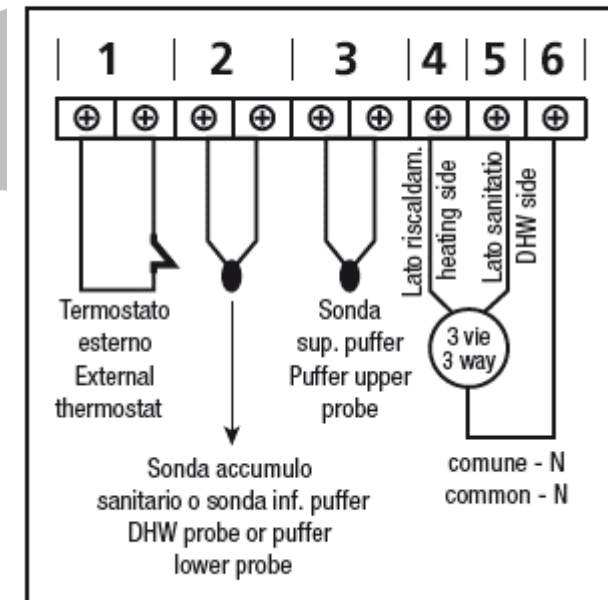 1 2 3 4 5 6
Lato riscaldam.
heating side
Lato sanitatio
DHW side
Termostato
esterno
External
thermostat
Sonda
sup. puffer
Puffer upper
probe
3 vie
3 way
Sonda accumulo
sanitario o sonda inf. puffer
DHW probe or puffer
lower probe
comune - N
common - N